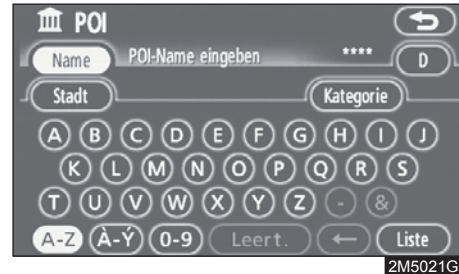 POI
Name POI-Name eingeben **** D
Stadt Kategorie
A B C D E F G H I J
K L M N O P Q R S
T U V W X Y Z - &
A-Z À-Ý 0-9 Leert. ← Liste
2M5021G